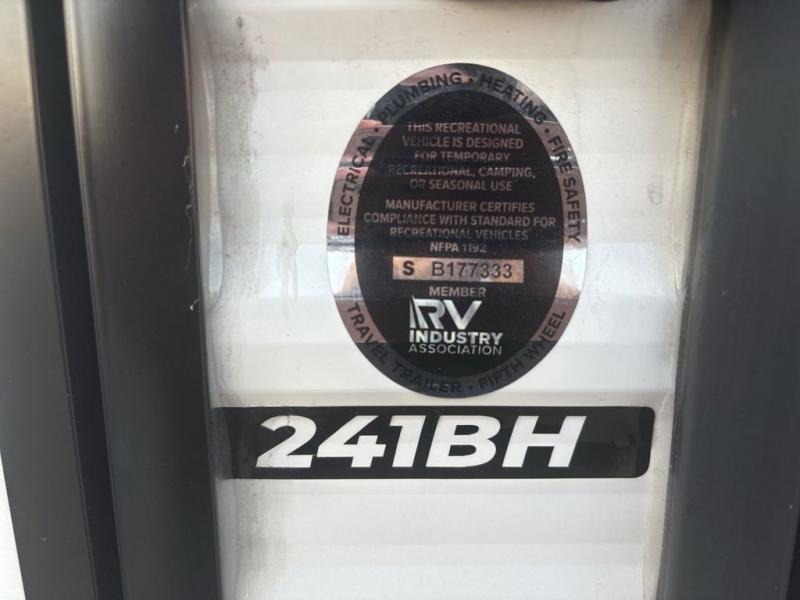 ELECTRICAL • PLUMBING • HEATING • FIRE SAFETY
THIS RECREATIONAL
VEHICLE IS DESIGNED
FOR TEMPORARY
RECREATIONAL, CAMPING,
OR SEASONAL USE
MANUFACTURER CERTIFIES
COMPLIANCE WITH STANDARD FOR
RECREATIONAL VEHICLES
NFPA 1192
S B177333
MEMBER
RV
INDUSTRY
ASSOCIATION
TRAVEL TRAILER • FIFTH WHEEL
241BH